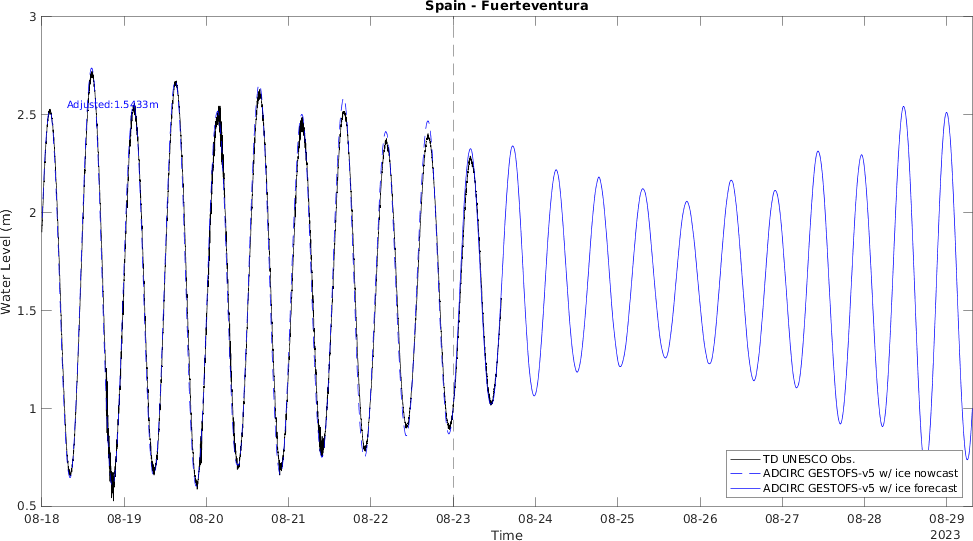 Spain - Fuerteventura
3
2.5
2
1.5
1
0.5
Water Level (m)
Adjusted:1.5433m
TD UNESCO Obs.
ADCIRC GESTOFS-v5 w/ ice nowcast
ADCIRC GESTOFS-v5 w/ ice forecast
08-18 08-19 08-20 08-21 08-22 08-23 08-24 08-25 08-26 08-27 08-28 08-29
2023
Time